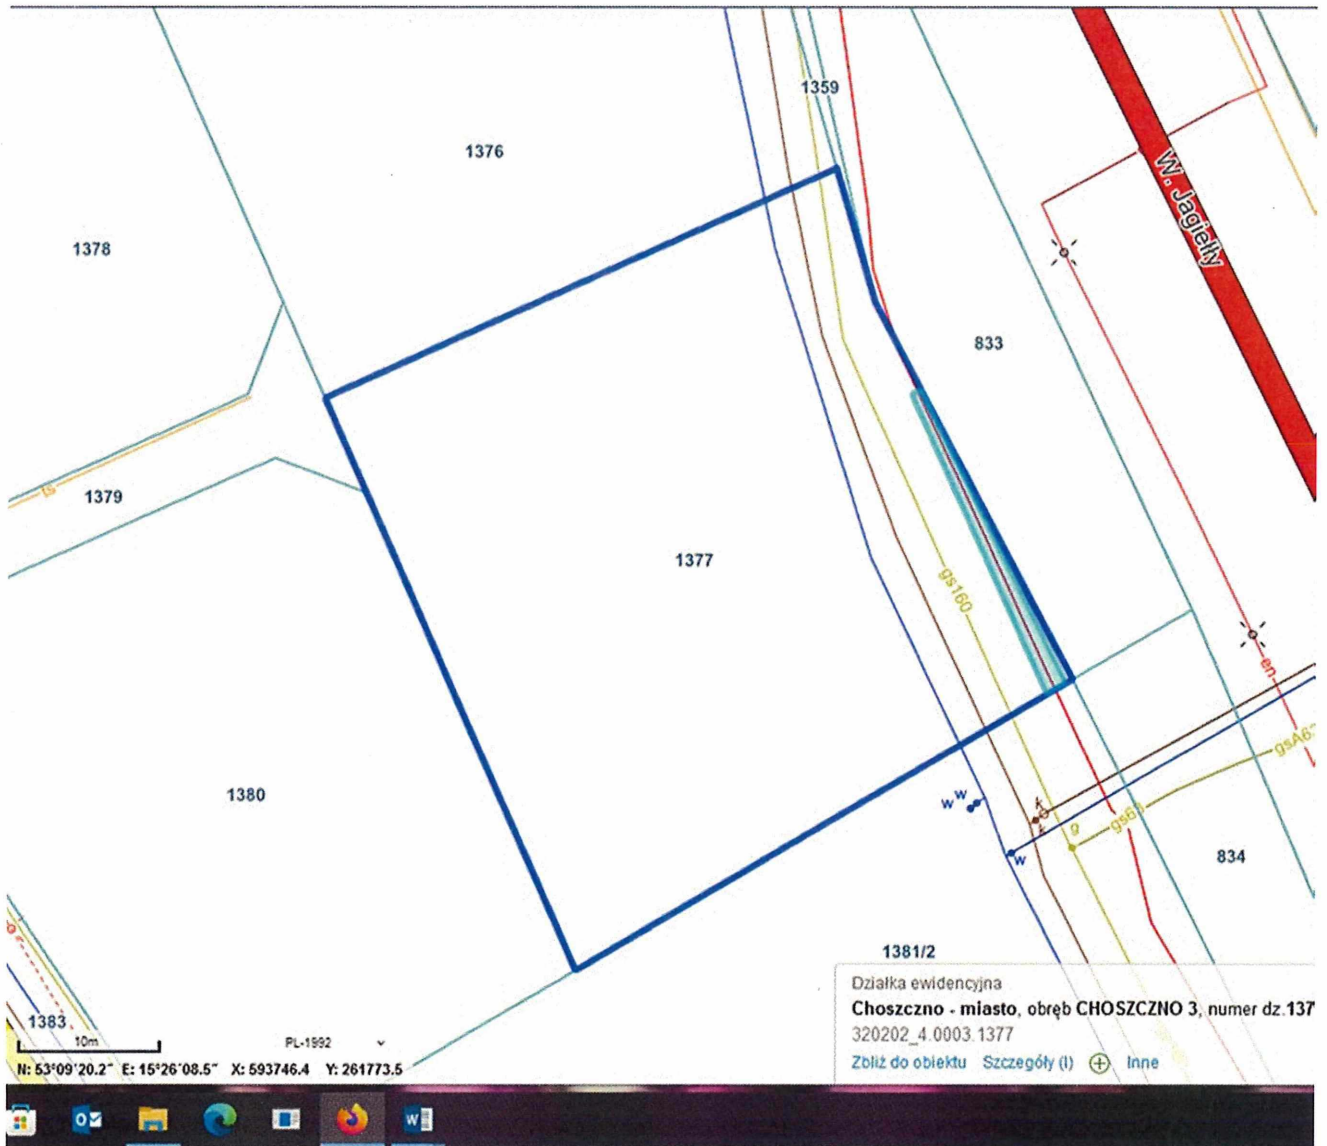 1359
1376
W. Jagiełły
1378
833
1379
ts
1377
gs160
en
1380
gsA63
w
w
k
k
gs63
g
w
834
1381/2
1383
10m
PL-1992
N: 53°09'20.2" E: 15°26'08.5" X: 593746.4 Y: 261773.5
Działka ewidencyjna
Choszczno - miasto, obręb CHOSZCZNO 3, numer dz.137
320202_4.0003.1377
Zbliż do obiektu Szczegóły (I) Inne